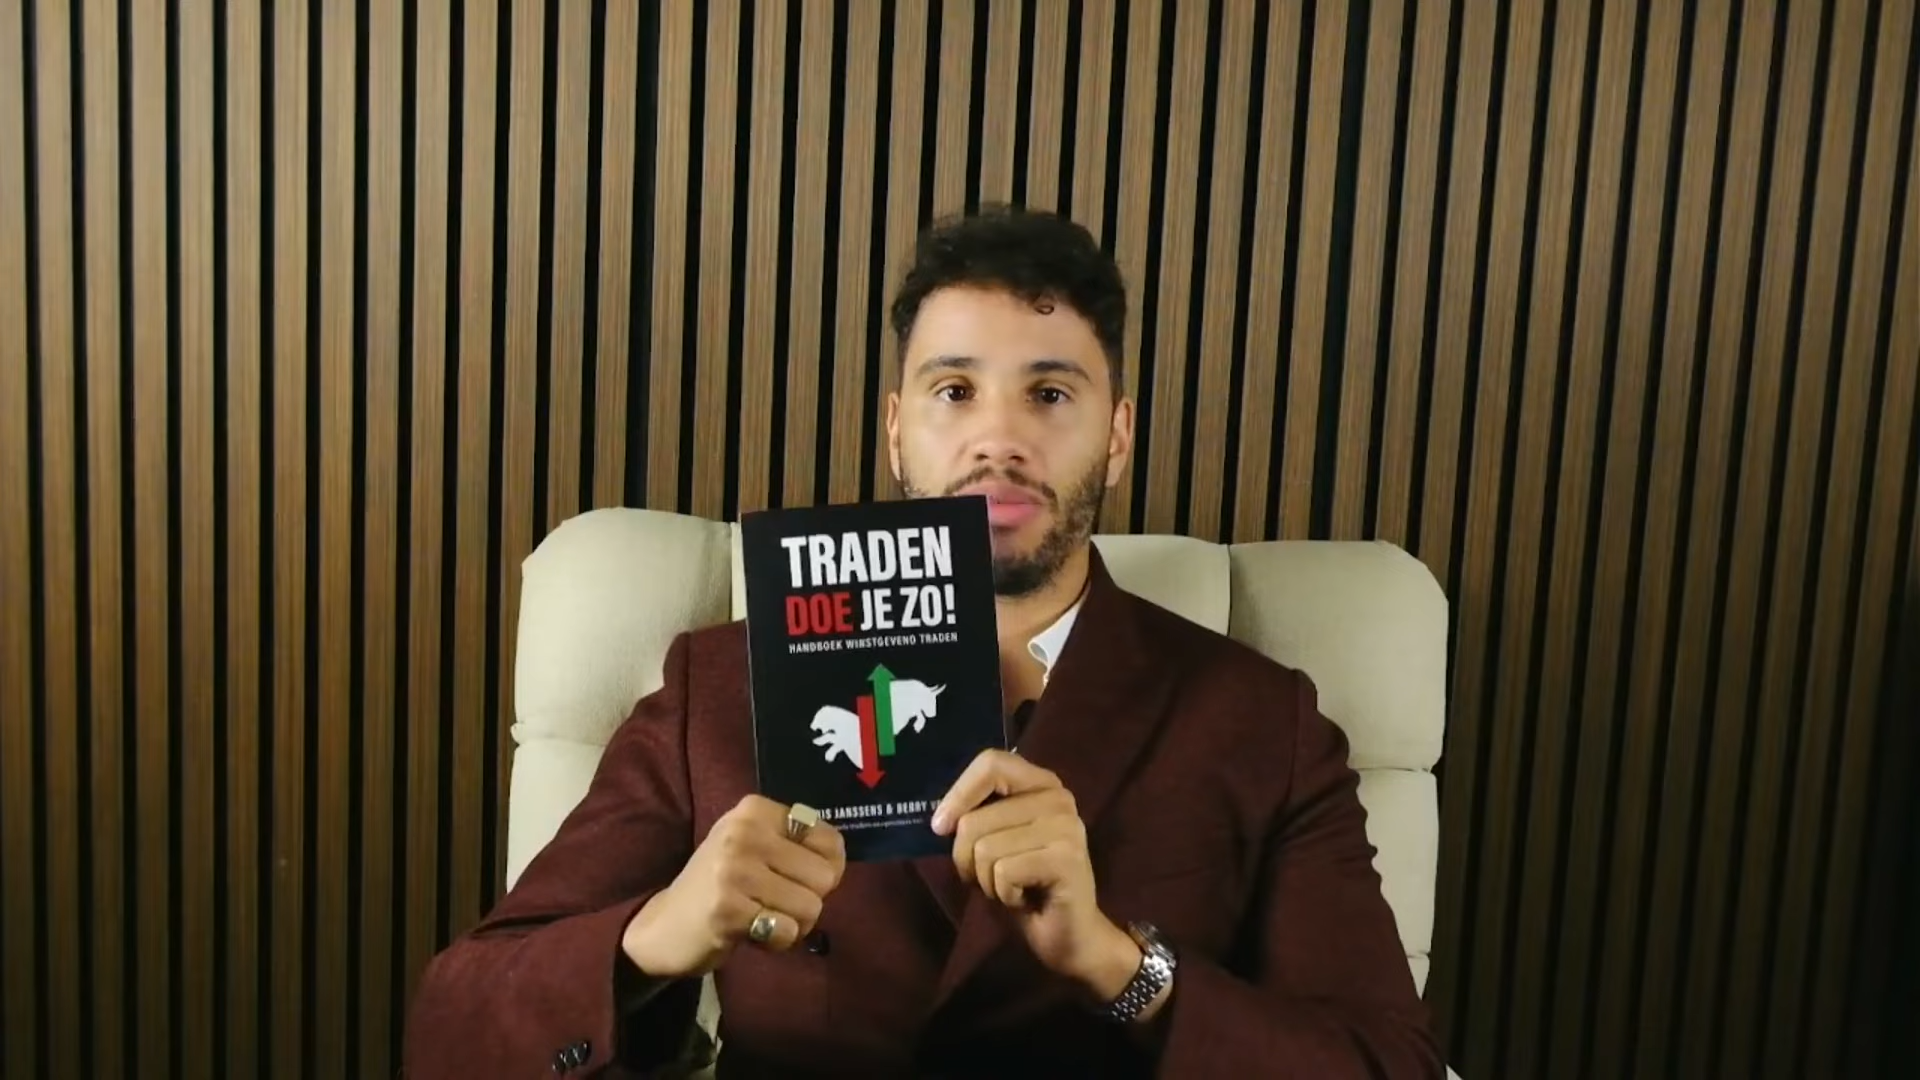 TRADEN
DOE JE ZO!
HANDBOEK WINSTGEVEND TRADEN
JANSSENS & BERRY